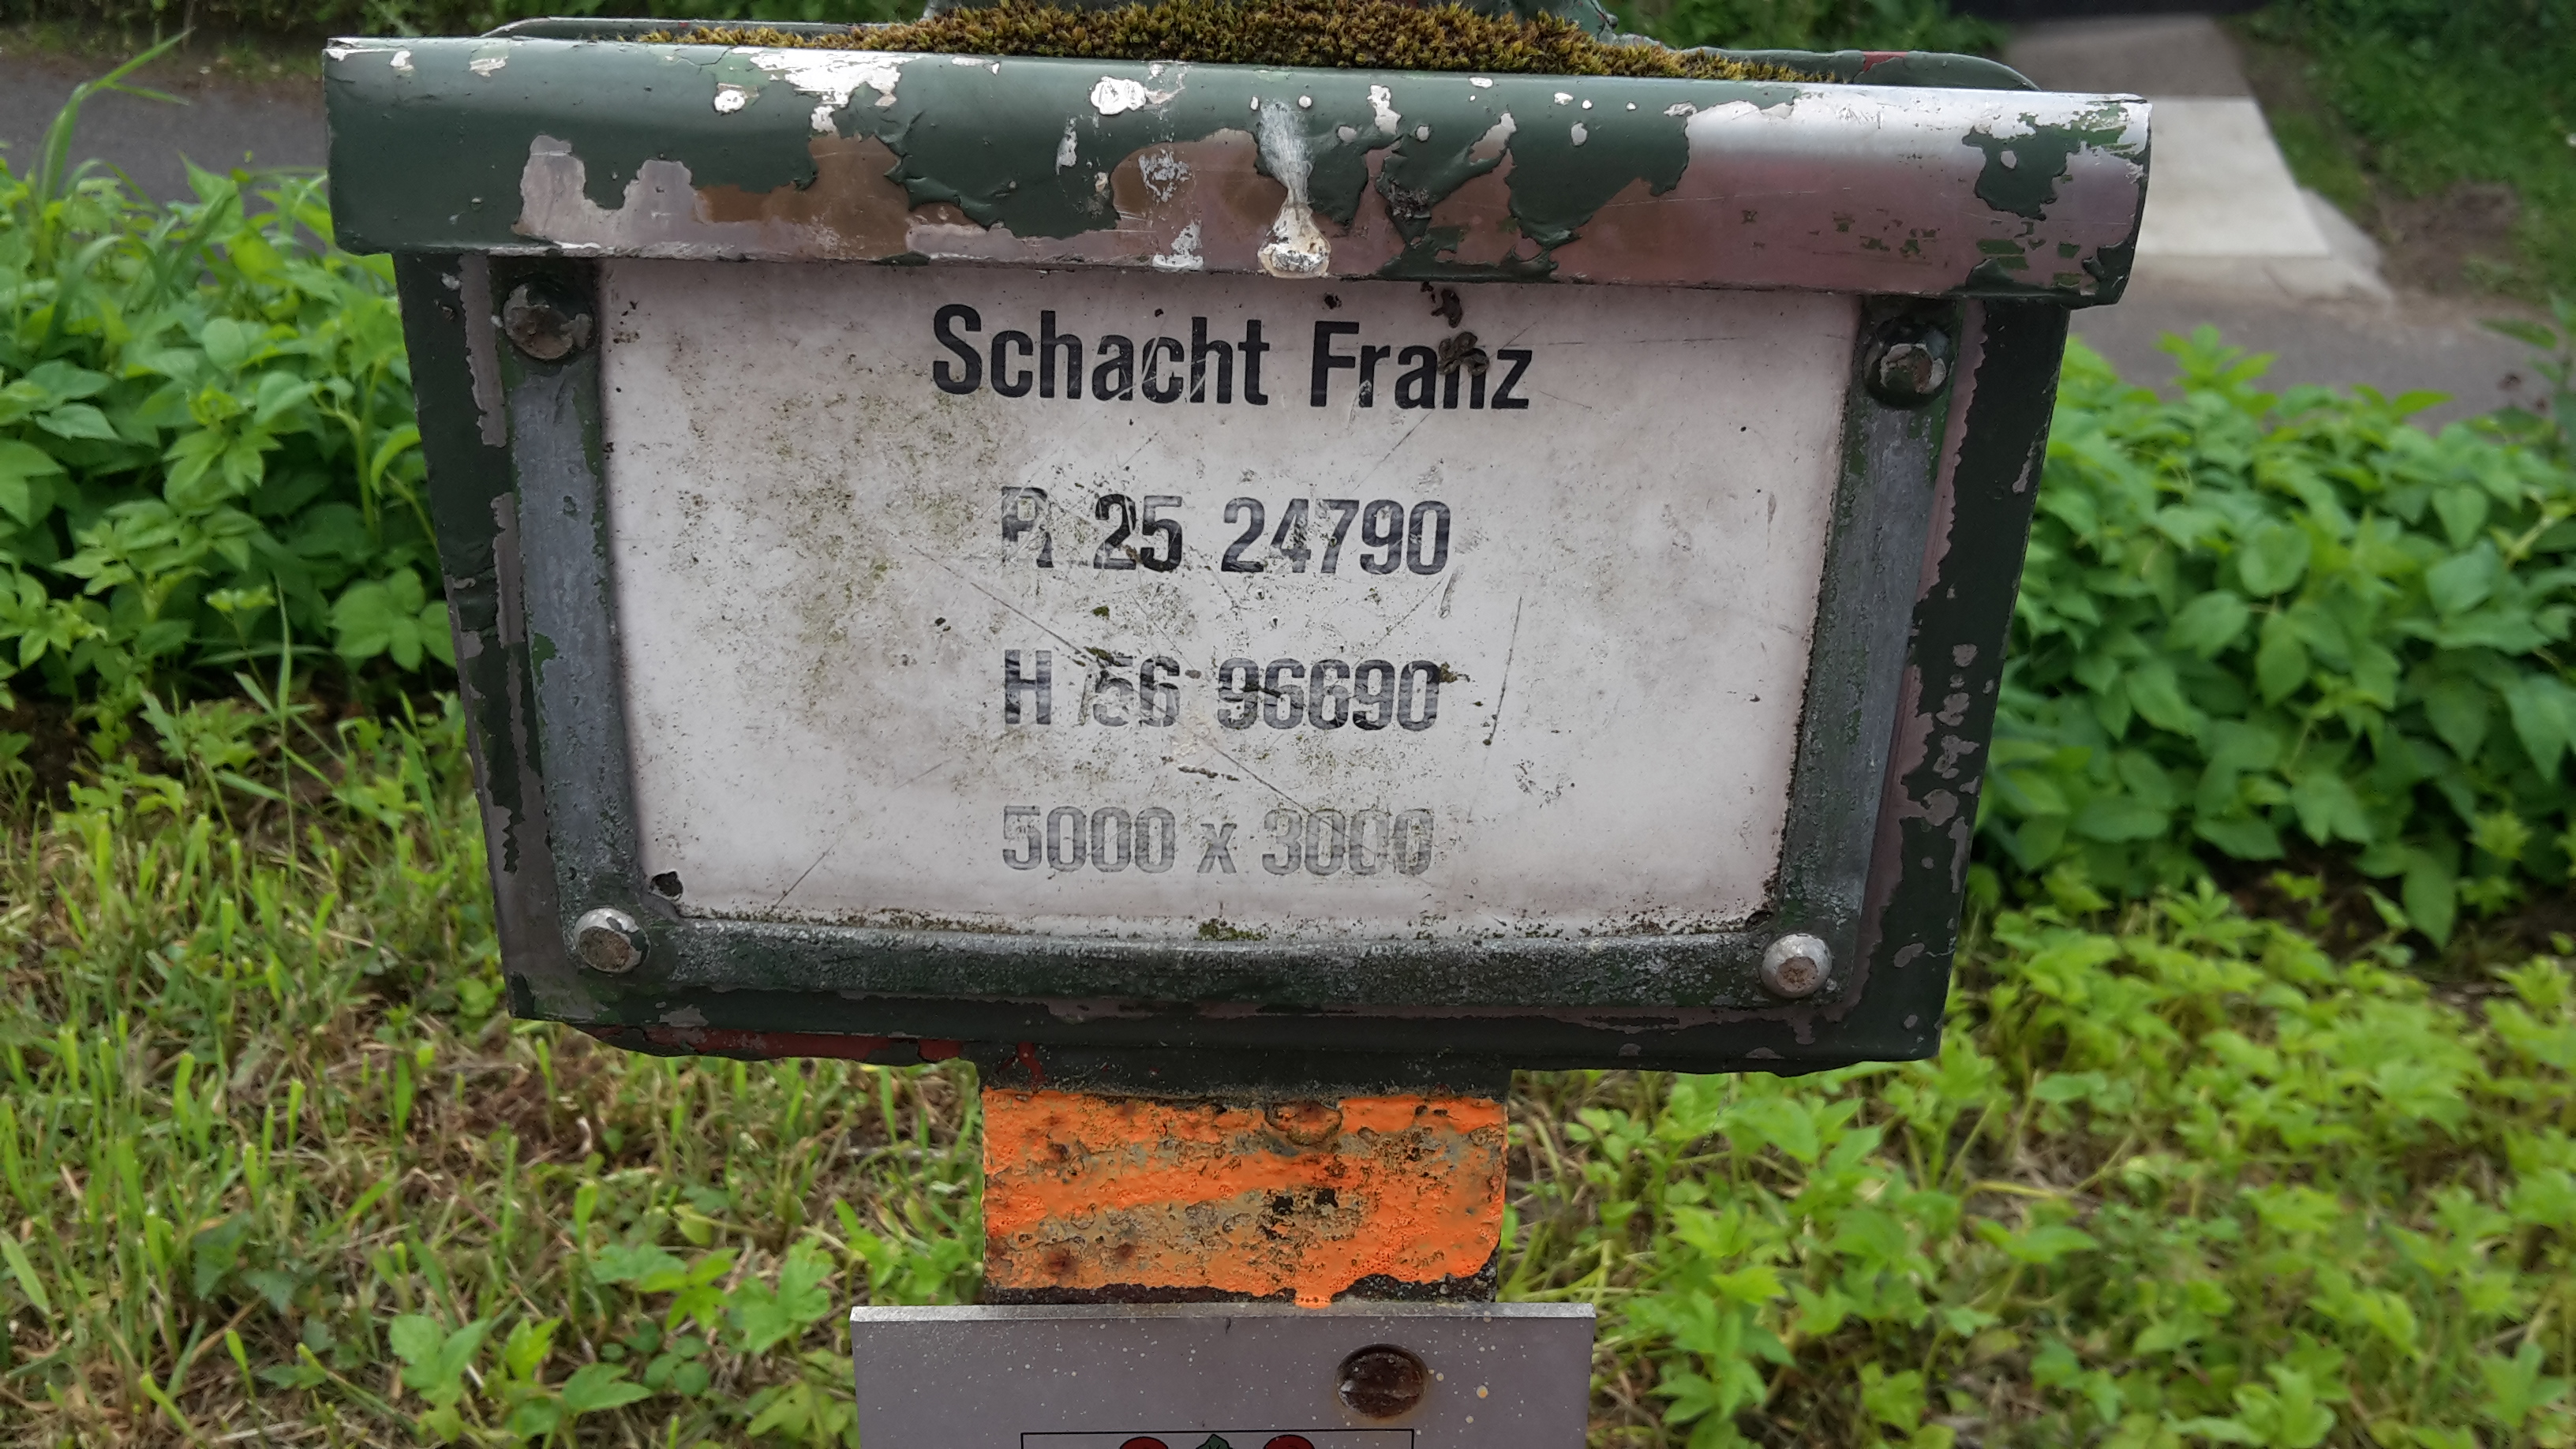 Schacht Franz
R 25 24790
H 56 96690
5000 x 3000